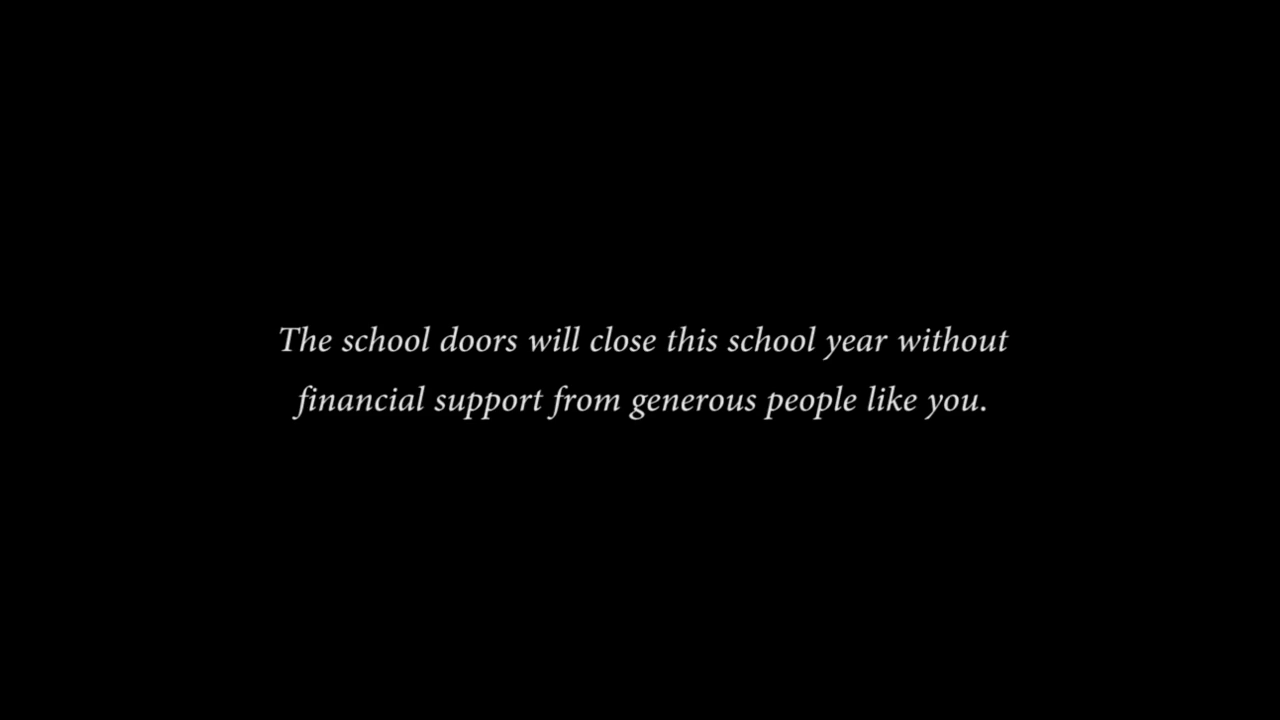 The school doors will close this school year without
financial support from generous people like you.